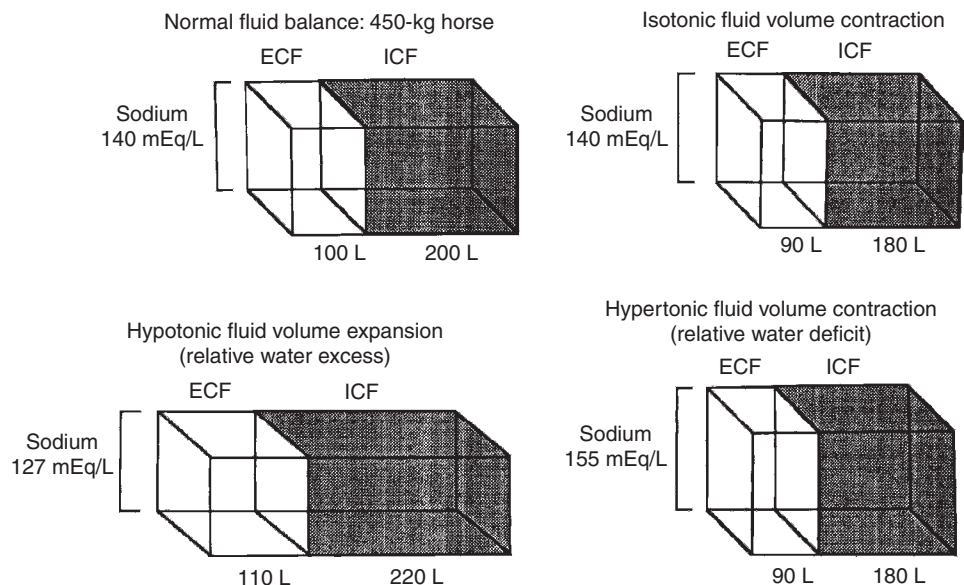 Normal fluid balance: 450-kg horse
ECF ICF
Sodium
140 mEq/L
100 L 200 L
Isotonic fluid volume contraction
ECF ICF
Sodium
140 mEq/L
90 L 180 L
Hypotonic fluid volume expansion
(relative water excess)
ECF ICF
Sodium
127 mEq/L
110 L 220 L
Hypertonic fluid volume contraction
(relative water deficit)
ECF ICF
Sodium
155 mEq/L
90 L 180 L